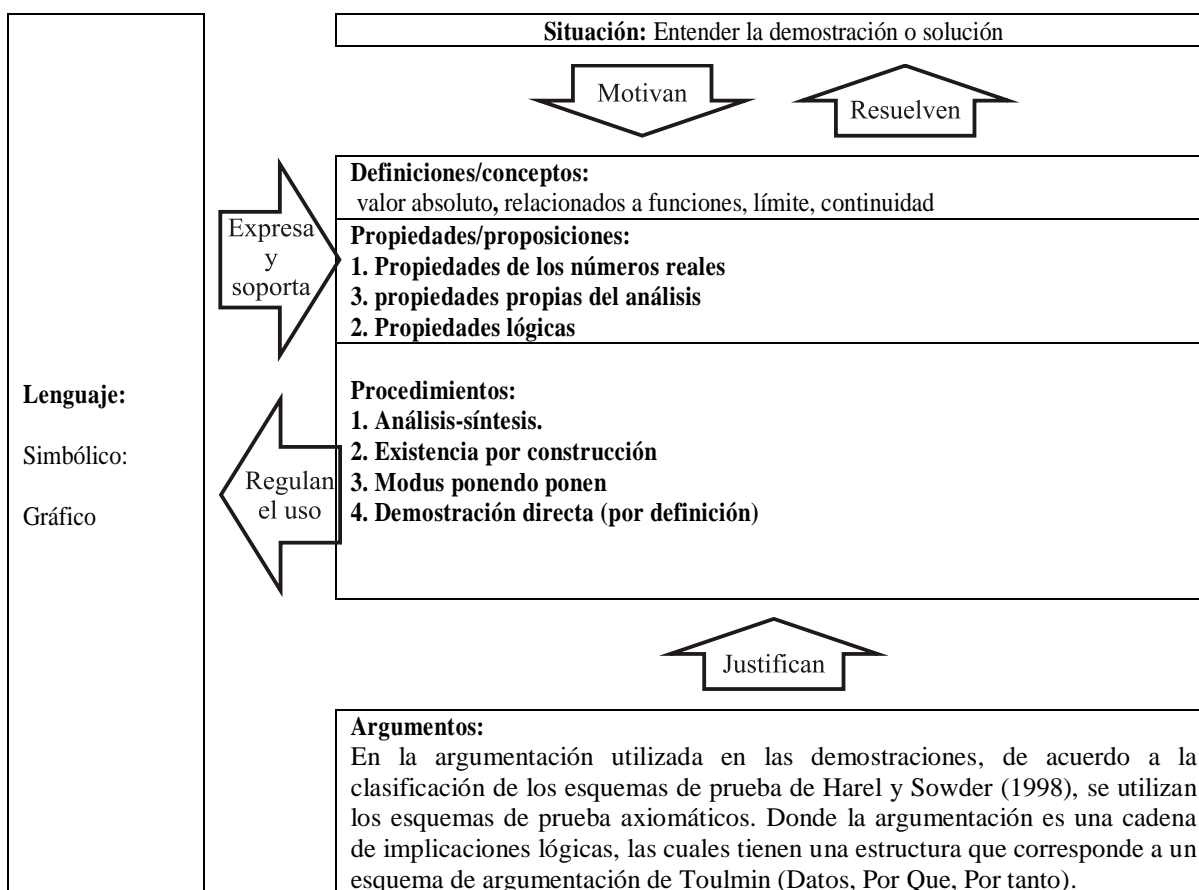 Situación: Entender la demostración o solución
Motivan
Resuelven
Definiciones/conceptos:
valor absoluto, relacionados a funciones, límite, continuidad
Expresa
y
soporta
Propiedades/proposiciones:
1. Propiedades de los números reales
3. propiedades propias del análisis
2. Propiedades lógicas
Lenguaje:
Simbólico:
Gráfico
Regulan
el uso
Procedimientos:
1. Análisis-síntesis.
2. Existencia por construcción
3. Modus ponendo ponen
4. Demostración directa (por definición)
Justifican
Argumentos:
En la argumentación utilizada en las demostraciones, de acuerdo a la
clasificación de los esquemas de prueba de Harel y Sowder (1998), se utilizan
los esquemas de prueba axiomáticos. Donde la argumentación es una cadena
de implicaciones lógicas, las cuales tienen una estructura que corresponde a un
esquema de argumentación de Toulmin (Datos, Por Que, Por tanto).